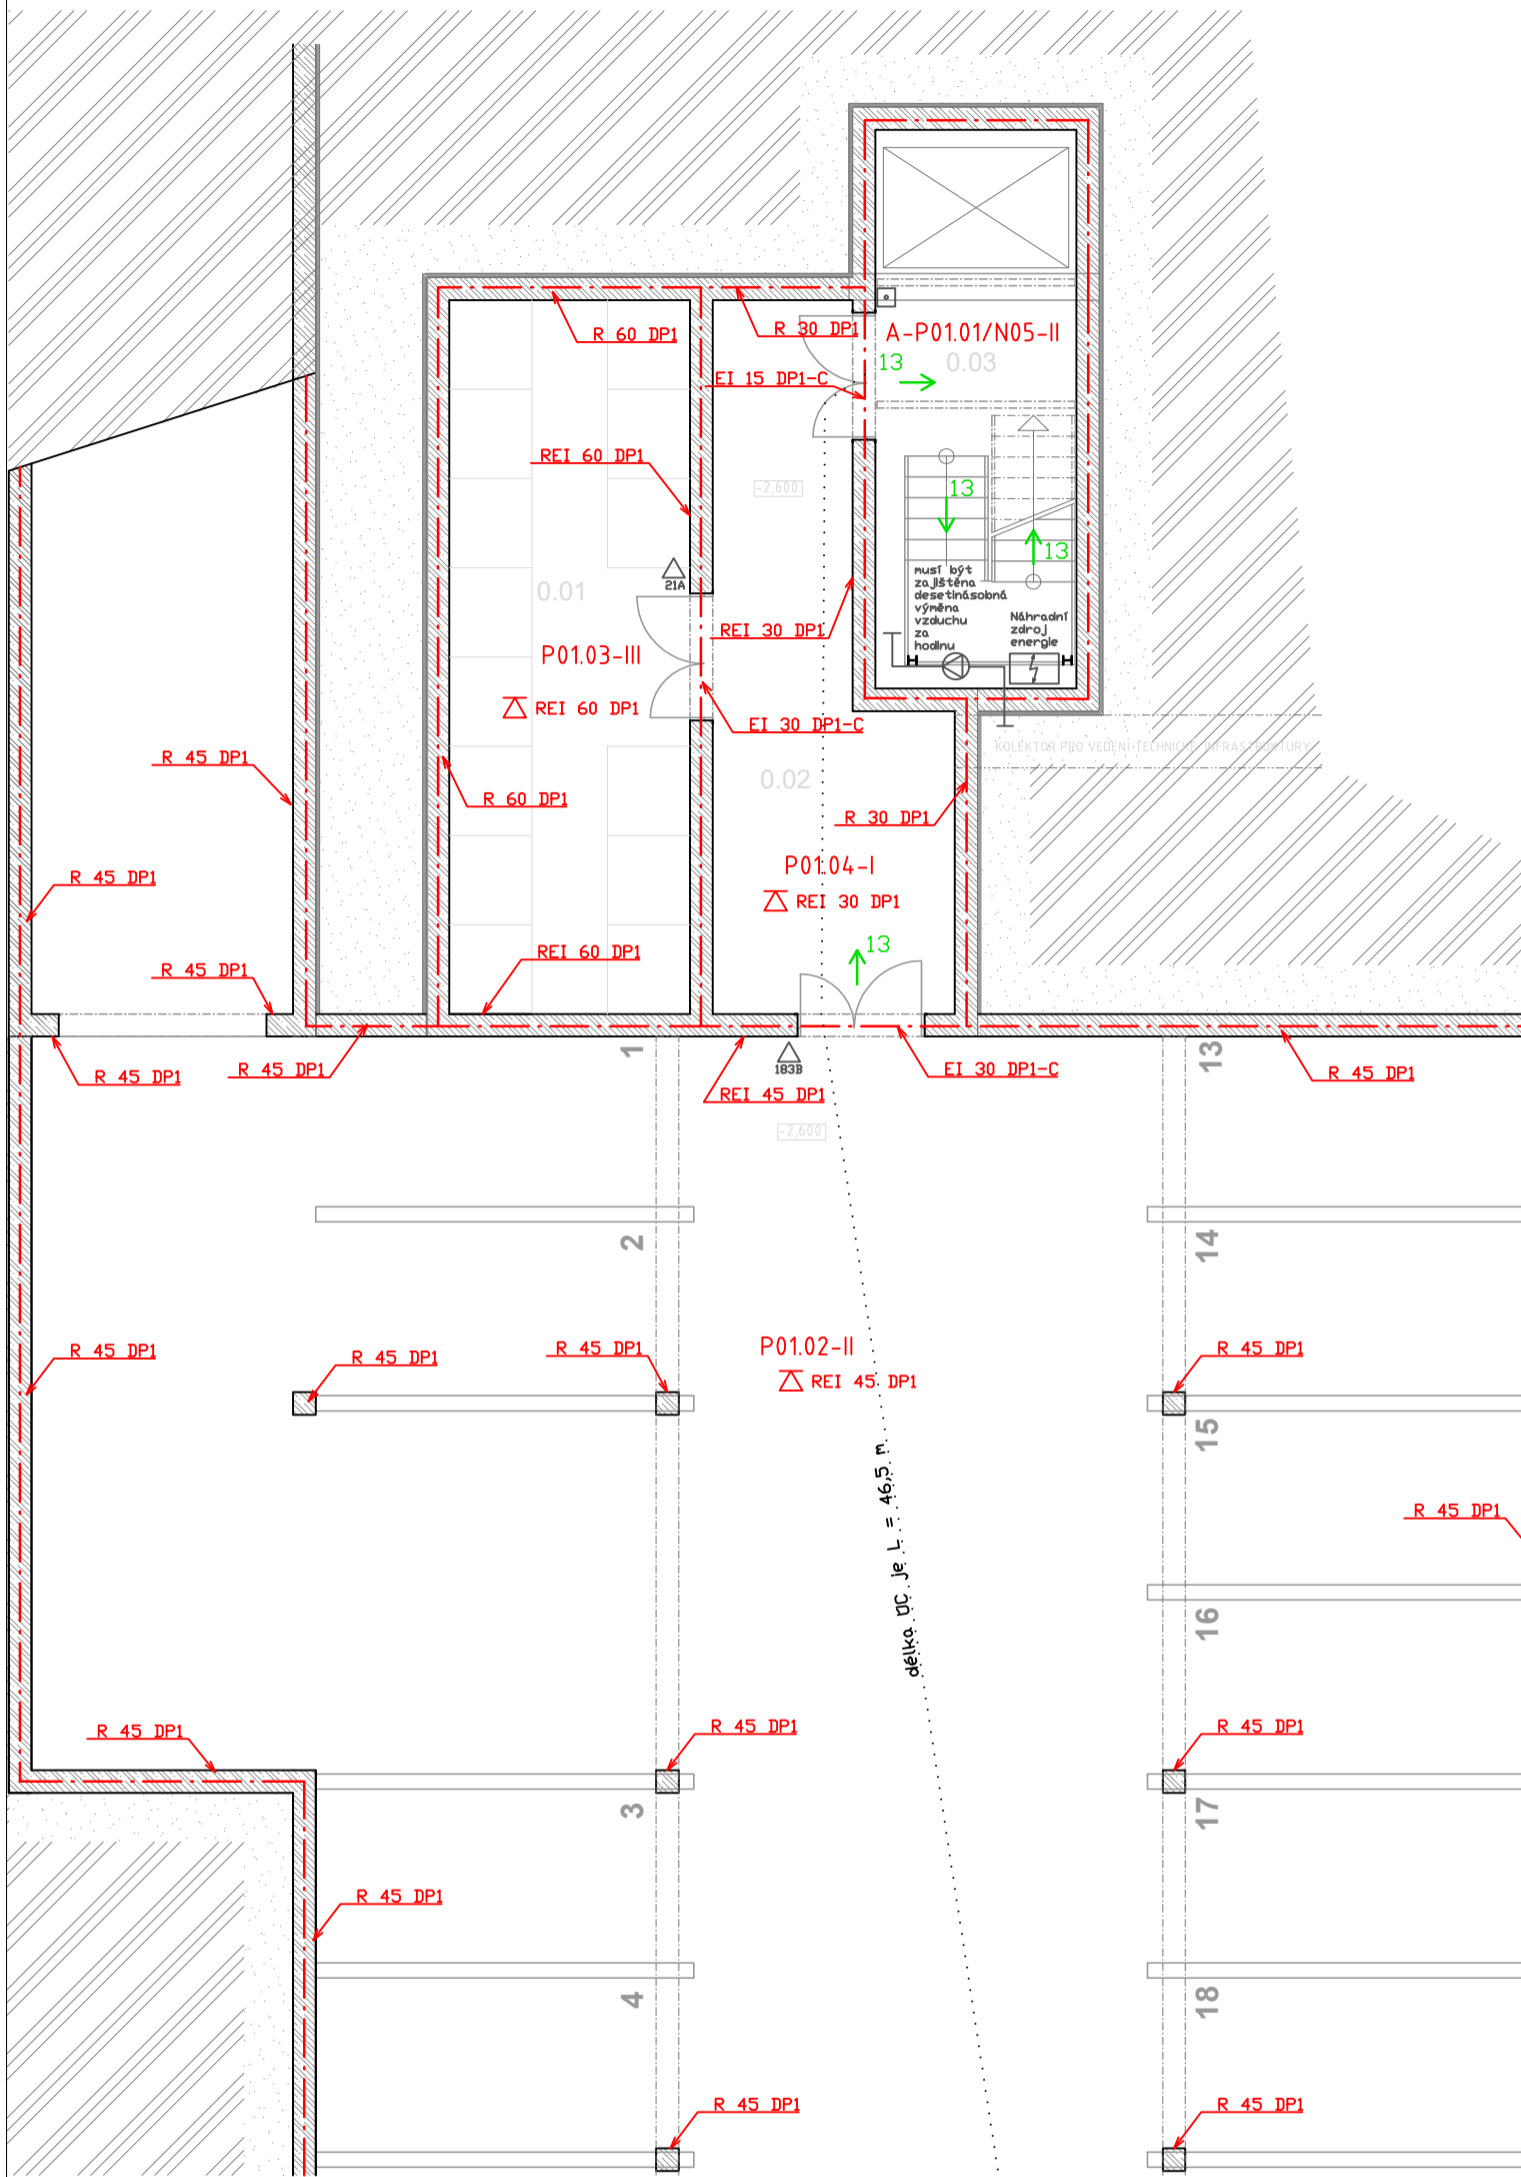 R 60 DP1
R 30 DP1
A-P01.01/N05-II
0.03
13
EI 15 DP1-C
REI 60 DP1
-2,600
13
13
musí být
zajištěna
desetinásobná
výměna
vzduchu
za
hodinu
Náhradní
zdroj
energie
21A
0.01
REI 30 DP1
P01.03-III
REI 60 DP1
EI 30 DP1-C
KOLEKTOR PRO VEDENÍ TECHNICKÉ INFRASTRUKTURY
R 45 DP1
0.02
R 60 DP1
R 30 DP1
P01.04-I
R 45 DP1
REI 30 DP1
13
REI 60 DP1
R 45 DP1
1
13
183B
R 45 DP1
R 45 DP1
EI 30 DP1-C
R 45 DP1
REI 45 DP1
-2,600
2
14
P01.02-II
R 45 DP1
R 45 DP1
R 45 DP1
R 45 DP1
REI 45 DP1
15
délka ÚC je L = 46,5 m
R 45 DP1
16
R 45 DP1
R 45 DP1
R 45 DP1
3
17
R 45 DP1
4
18
R 45 DP1
R 45 DP1